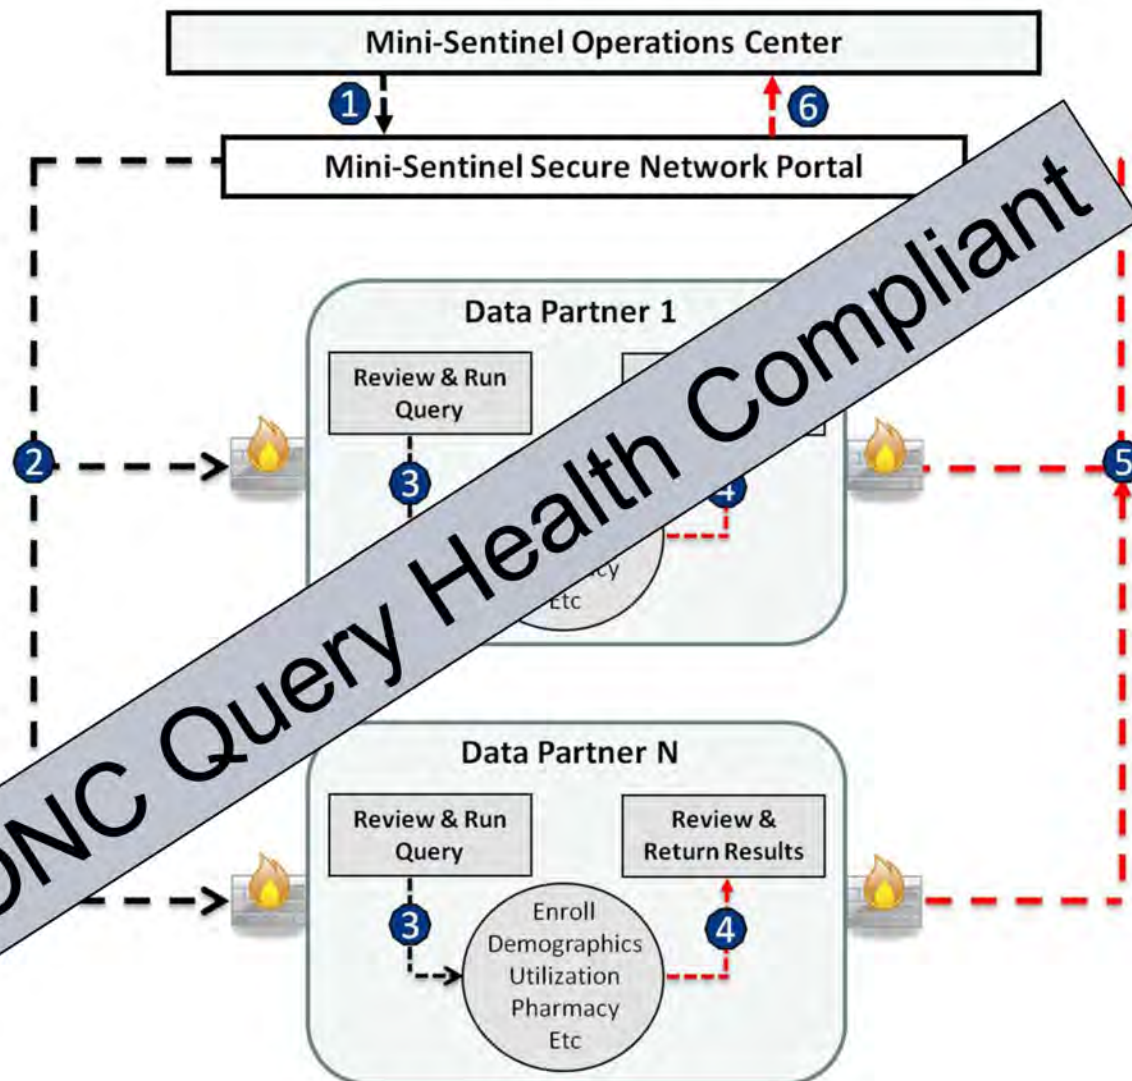 Mini-Sentinel Operations Center
1
6
Mini-Sentinel Secure Network Portal
ONC Query Health Compliant
Data Partner 1
Review & Run
Query
2
3
4
5
Etc
Data Partner N
Review & Run
Query
Review &
Return Results
3
4
Enroll
Demographics
Utilization
Pharmacy
Etc